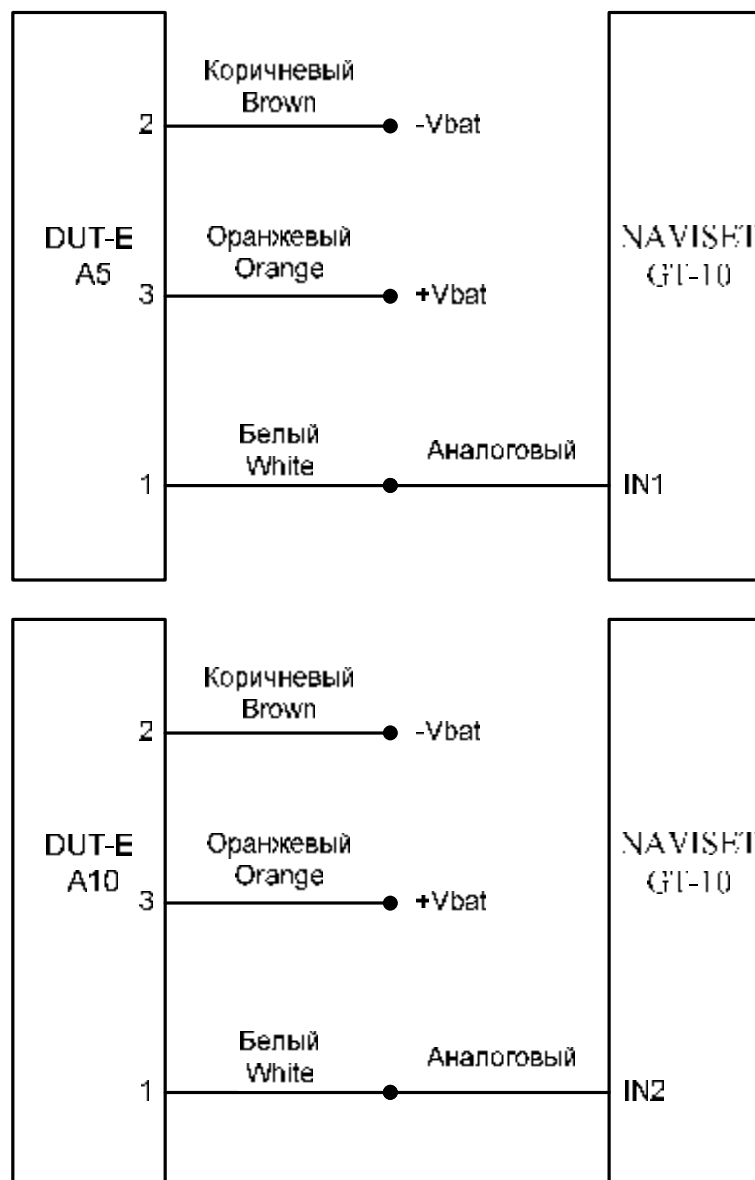 Коричневый
Brown
2
-Vbat
DUT-E
A5
Оранжевый
Orange
3
+Vbat
NAVISET
GT-10
Белый
White
Аналоговый
1
IN1
Коричневый
Brown
2
-Vbat
DUT-E
A10
Оранжевый
Orange
3
+Vbat
NAVISET
GT-10
Белый
White
Аналоговый
1
IN2